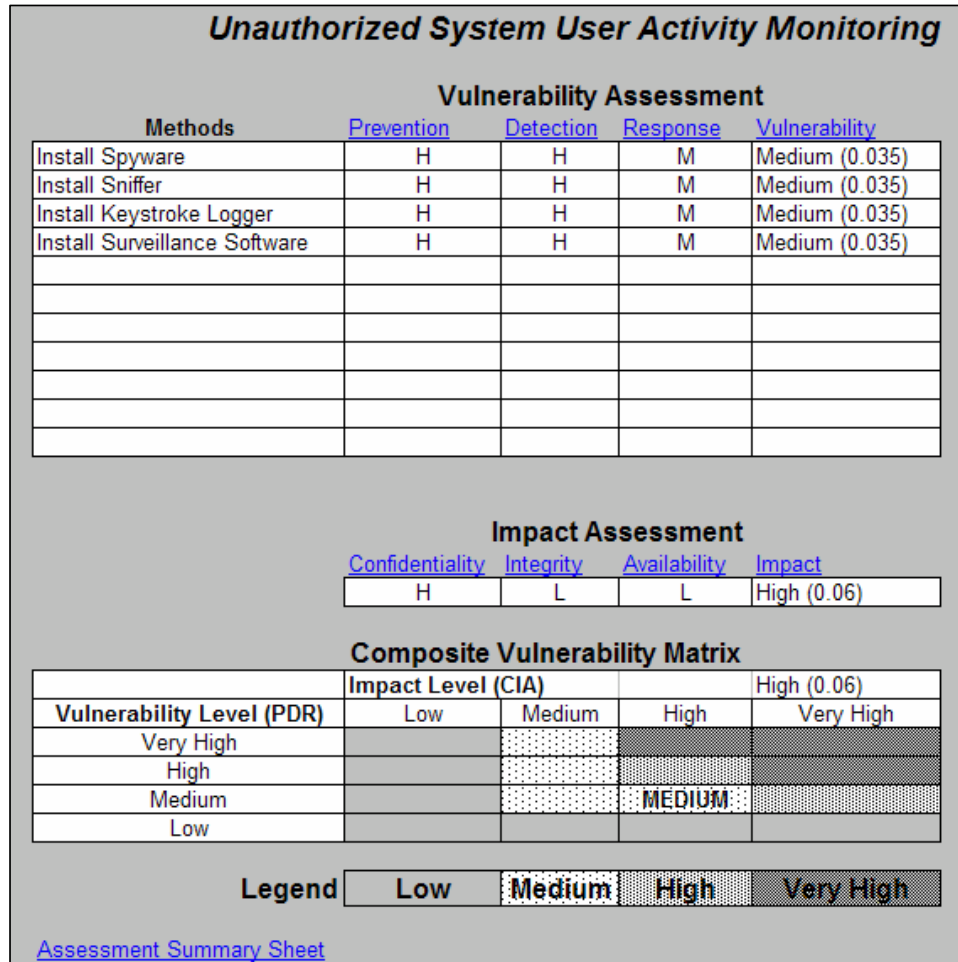 Unauthorized System User Activity Monitoring
Vulnerability Assessment
Methods Prevention Detection Response Vulnerability
Install Spyware H H M Medium (0.035)
Install Sniffer H H M Medium (0.035)
Install Keystroke Logger H H M Medium (0.035)
Install Surveillance Software H H M Medium (0.035)
Impact Assessment
Confidentiality Integrity Availability Impact
H L L High (0.06)
Composite Vulnerability Matrix
Impact Level (CIA) High (0.06)
Vulnerability Level (PDR) Low Medium High Very High
Very High
High
Medium MEDIUM
Low
Legend Low Medium High Very High
Assessment Summary Sheet